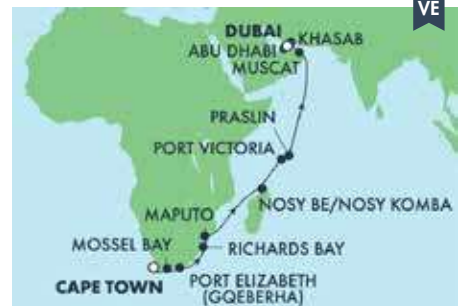 VE
DUBAI
KHASAB
ABU DHABI
MUSCAT
PRASLIN
PORT VICTORIA
NOSY BE/NOSY KOMBA
MAPUTO
MOSSEL BAY
RICHARDS BAY
CAPE TOWN
PORT ELIZABETH
(GQEBERHA)